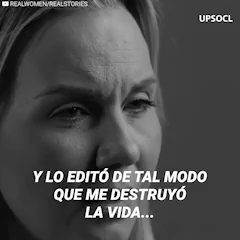 REALWOMEN/REALSTORIES
UPSOCL
Y LO EDITÓ DE TAL MODO
QUE ME DESTRUYÓ
LA VIDA...